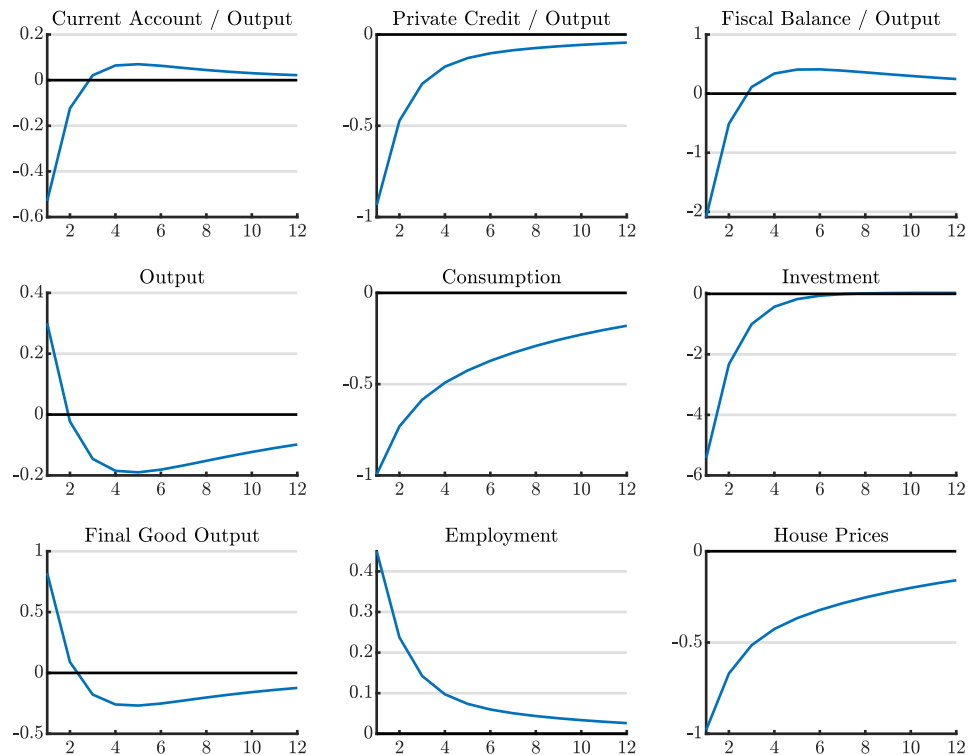 Current Account / Output
0.2
0
-0.2
-0.4
-0.6
2 4 6 8 10 12
Private Credit / Output
0
-0.5
-1
2 4 6 8 10 12
Fiscal Balance / Output
1
0
-1
-2
2 4 6 8 10 12
Output
0.4
0.2
0
-0.2
2 4 6 8 10 12
Consumption
0
-0.5
-1
2 4 6 8 10 12
Investment
0
-2
-4
-6
2 4 6 8 10 12
Final Good Output
1
0.5
0
-0.5
2 4 6 8 10 12
Employment
0.4
0.3
0.2
0.1
0
2 4 6 8 10 12
House Prices
0
-0.5
-1
2 4 6 8 10 12